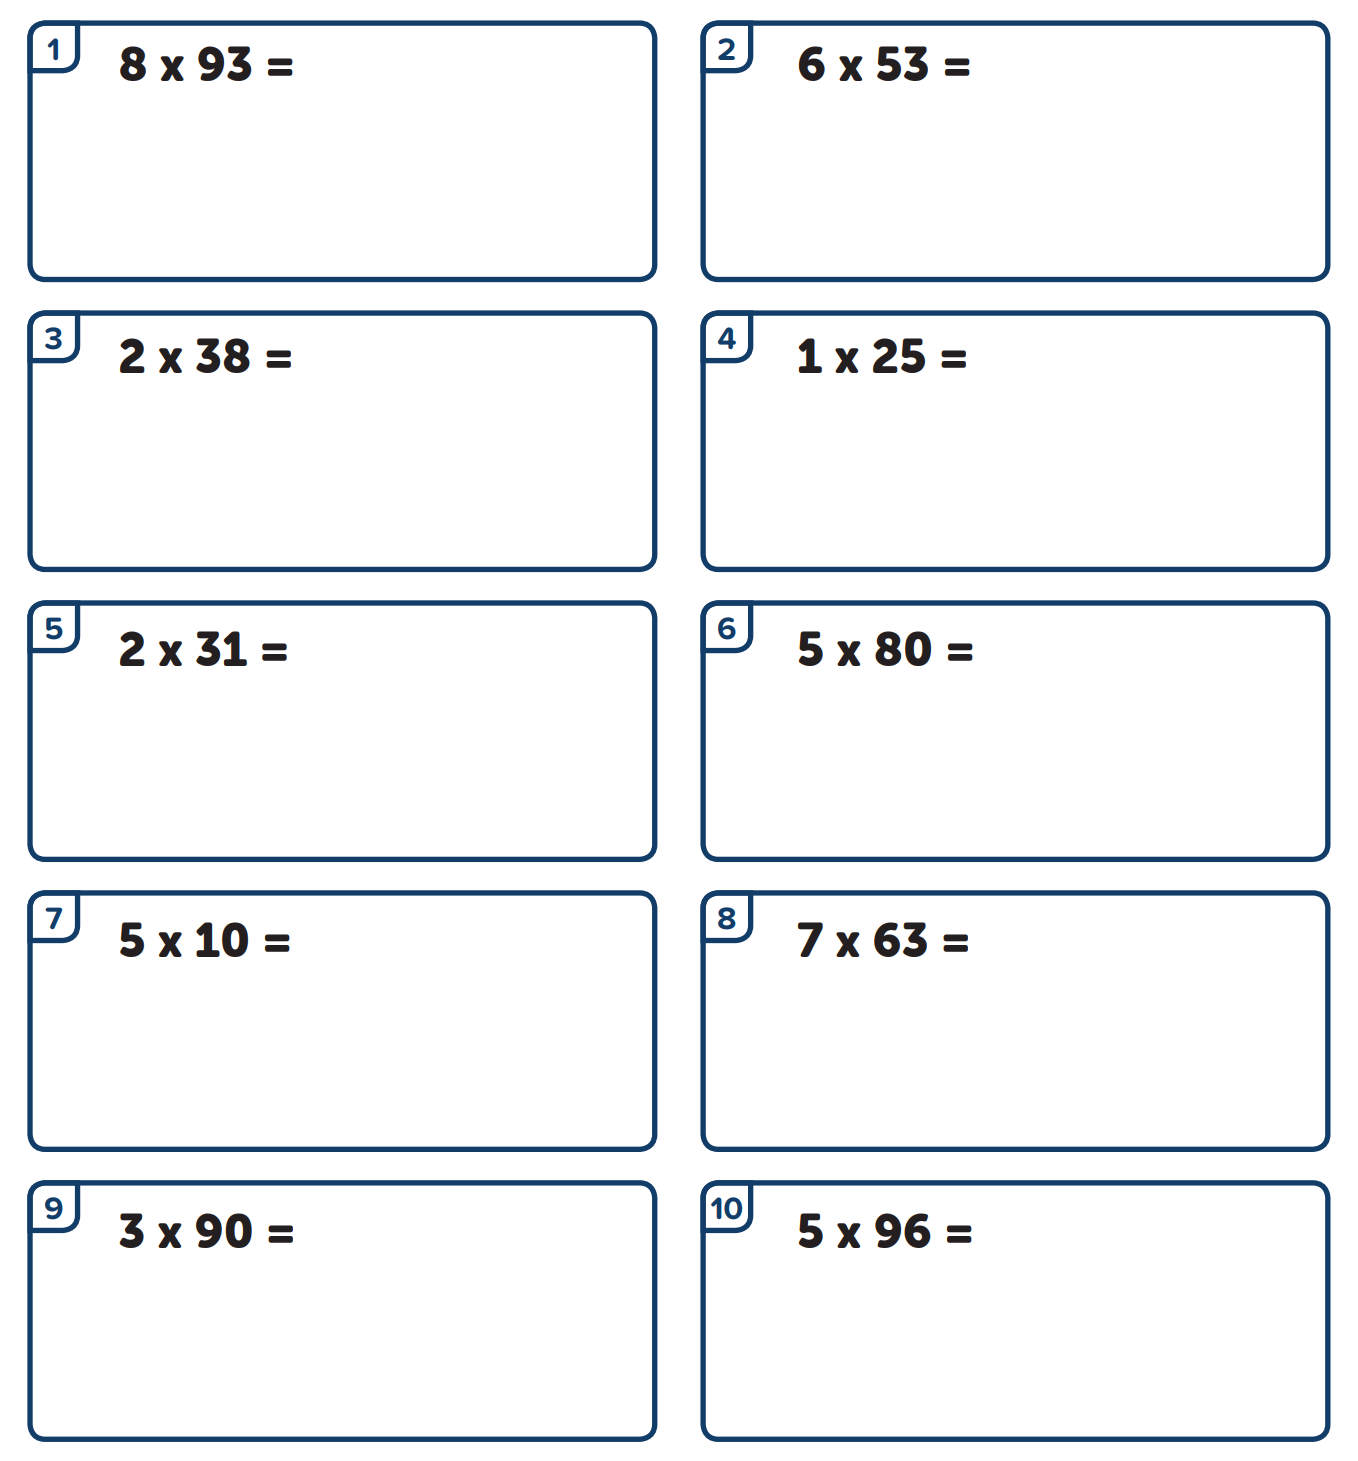 1 8 x 93 =
2 6 x 53 =
3 2 x 38 =
4 1 x 25 =
5 2 x 31 =
6 5 x 80 =
7 5 x 10 =
8 7 x 63 =
9 3 x 90 =
10 5 x 96 =